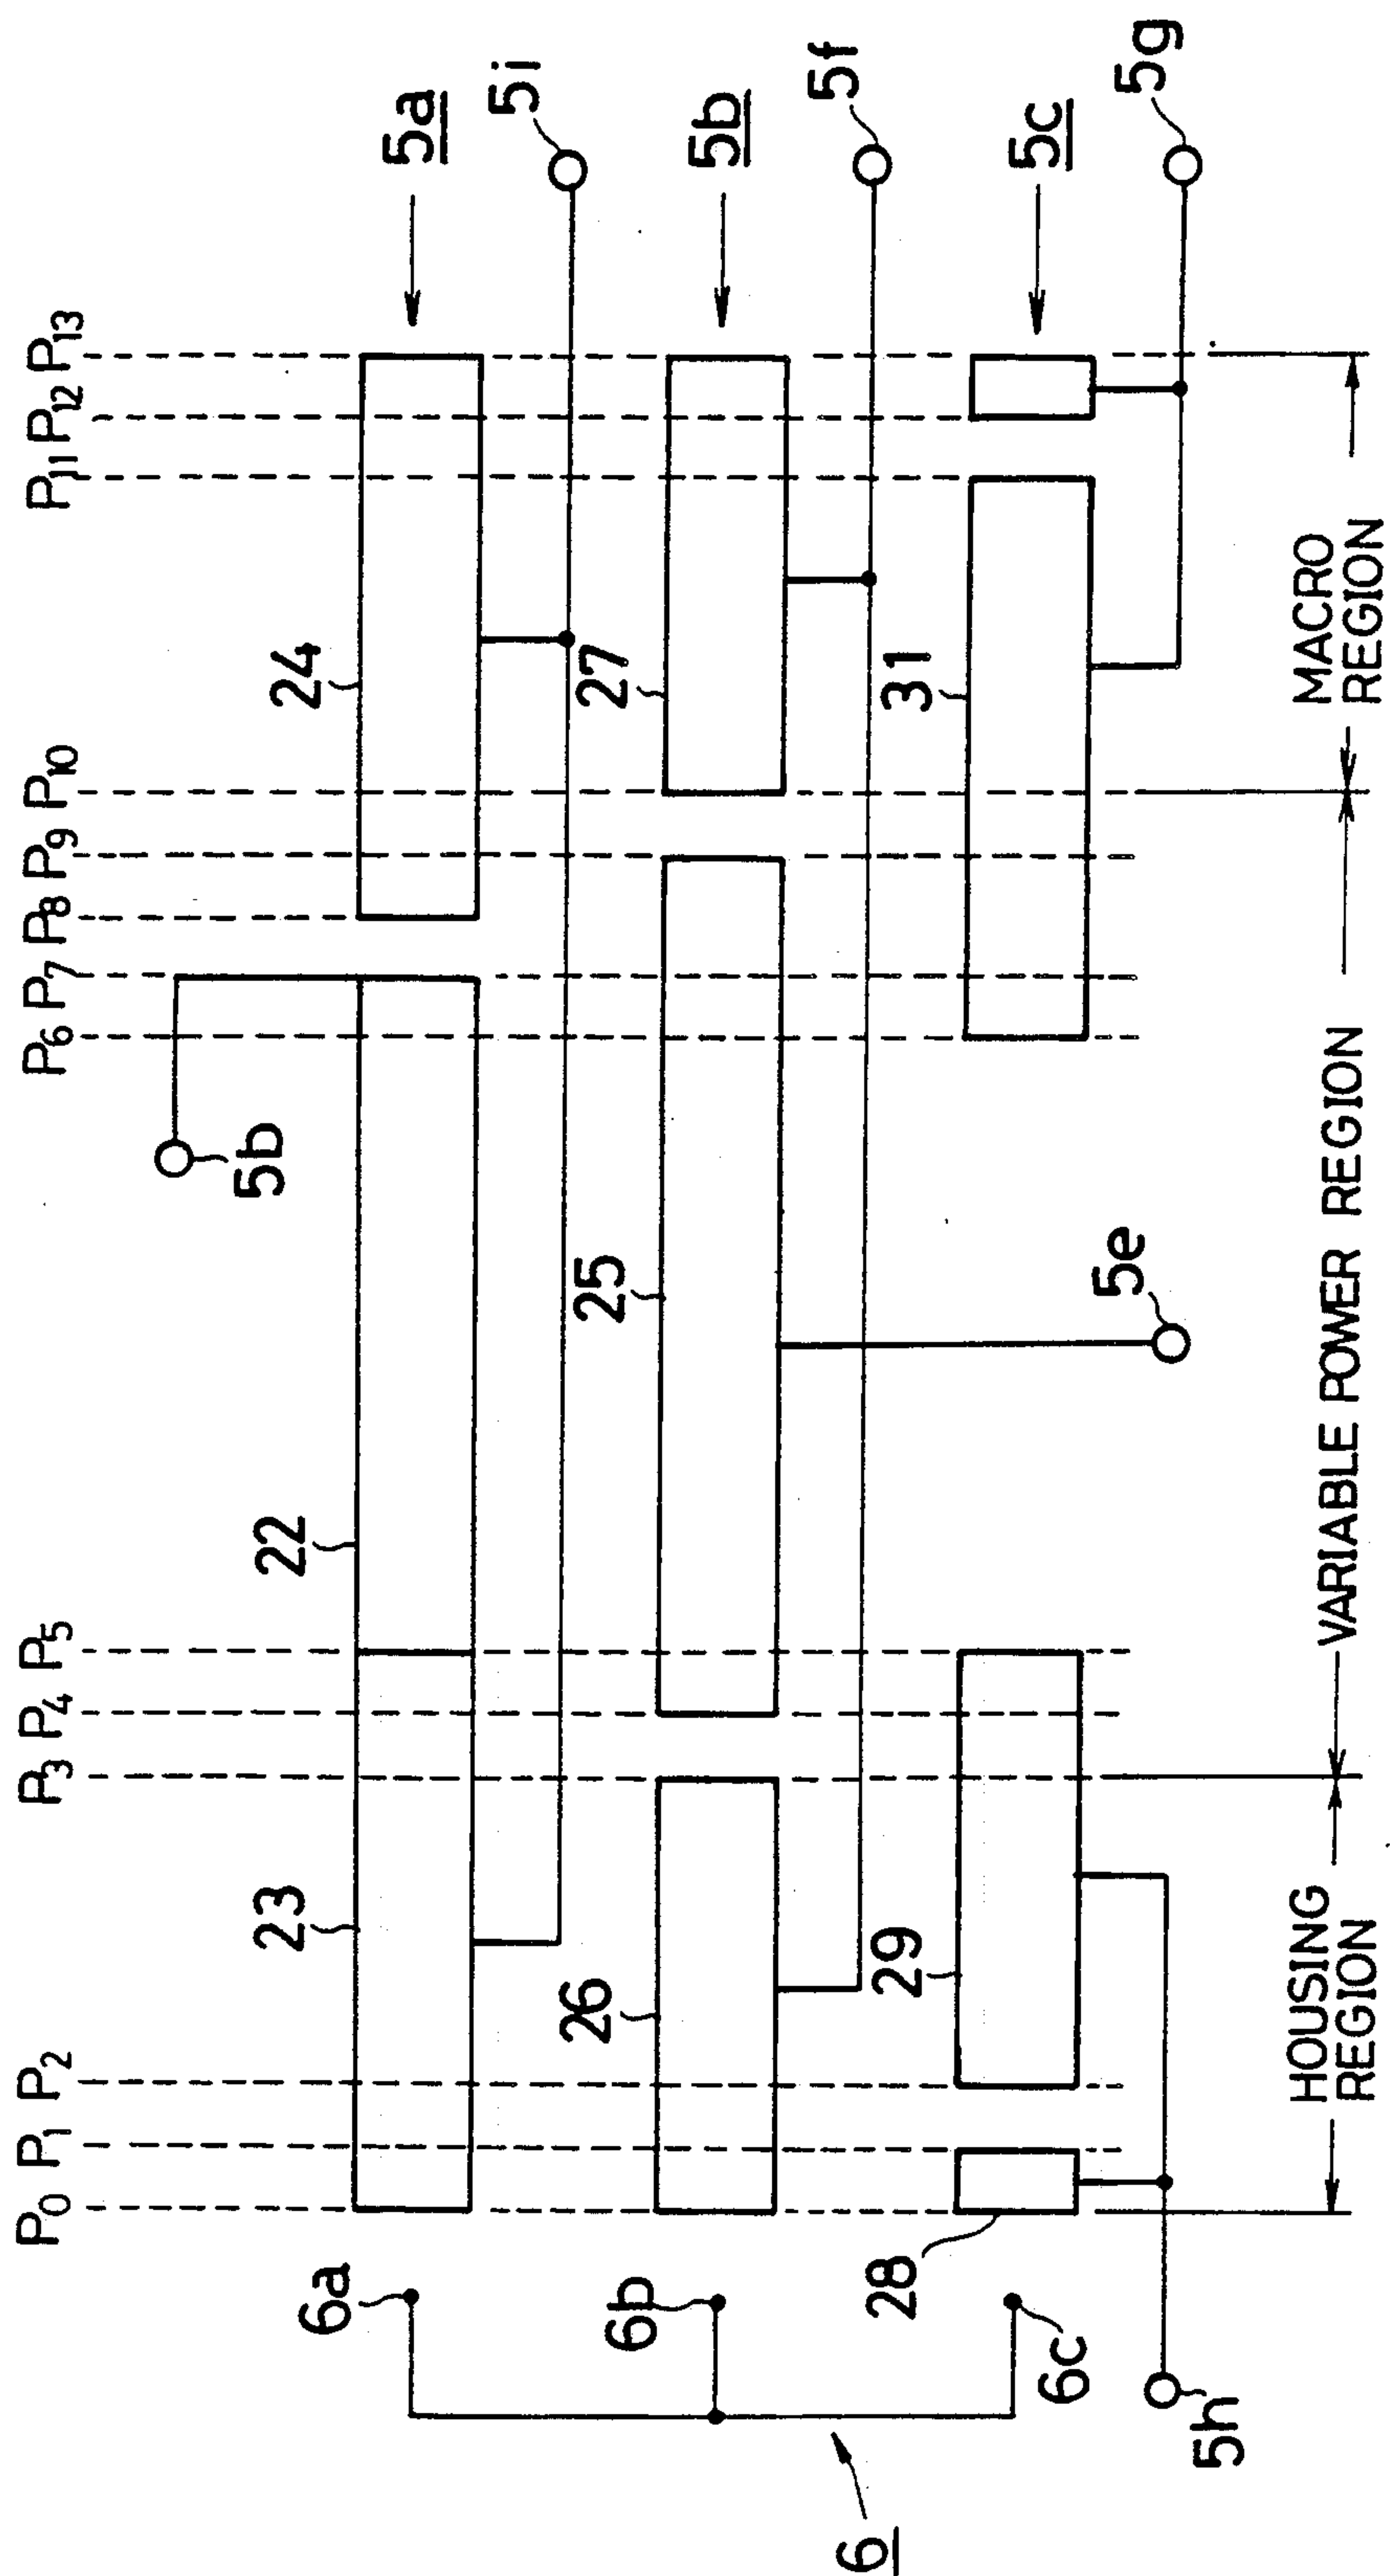 P0 P1 P2 P3 P4 P5 P6 P7 P8 P9 P10 P11 P12 P13
5b
23
22
24
5a
5i
6a
26
25
27
5b
5f
6b
28
29
31
5c
6c
5h
5e
5g
6
HOUSING
REGION
VARIABLE POWER REGION
MACRO
REGION